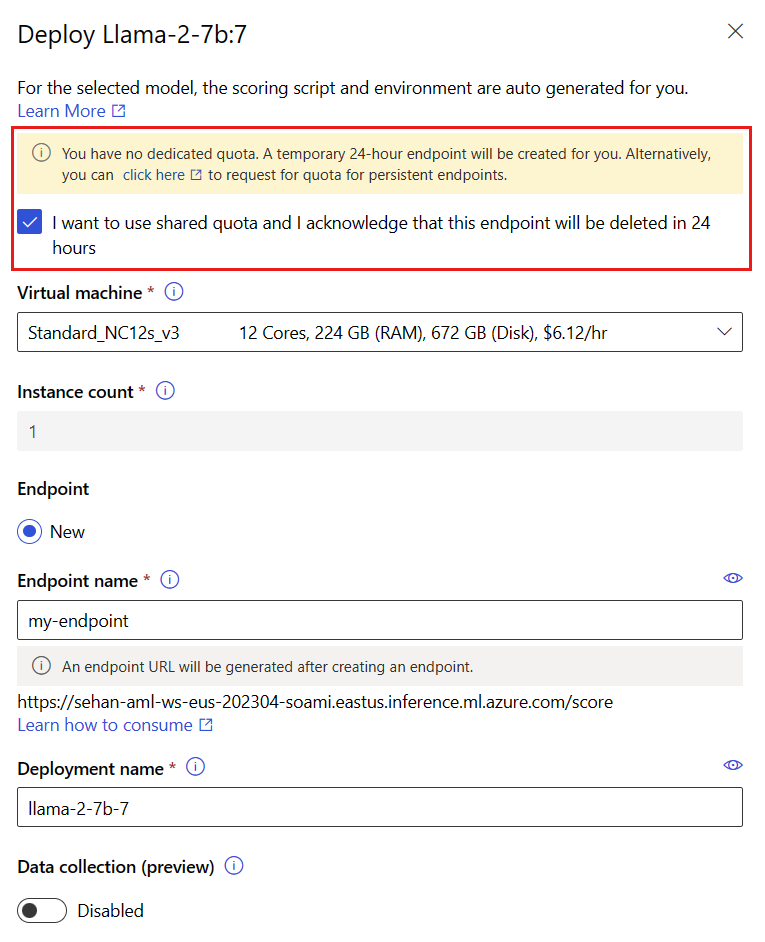 Deploy Llama-2-7b:7
For the selected model, the scoring script and environment are auto generated for you.
Learn More
You have no dedicated quota. A temporary 24-hour endpoint will be created for you. Alternatively,
you can click here to request for quota for persistent endpoints.
I want to use shared quota and I acknowledge that this endpoint will be deleted in 24
hours
Virtual machine *
Standard_NC12s_v3 12 Cores, 224 GB (RAM), 672 GB (Disk), $6.12/hr
Instance count *
1
Endpoint
New
Endpoint name *
my-endpoint
An endpoint URL will be generated after creating an endpoint.
https://sehan-aml-ws-eus-202304-soami.eastus.inference.ml.azure.com/score
Learn how to consume
Deployment name *
llama-2-7b-7
Data collection (preview)
Disabled